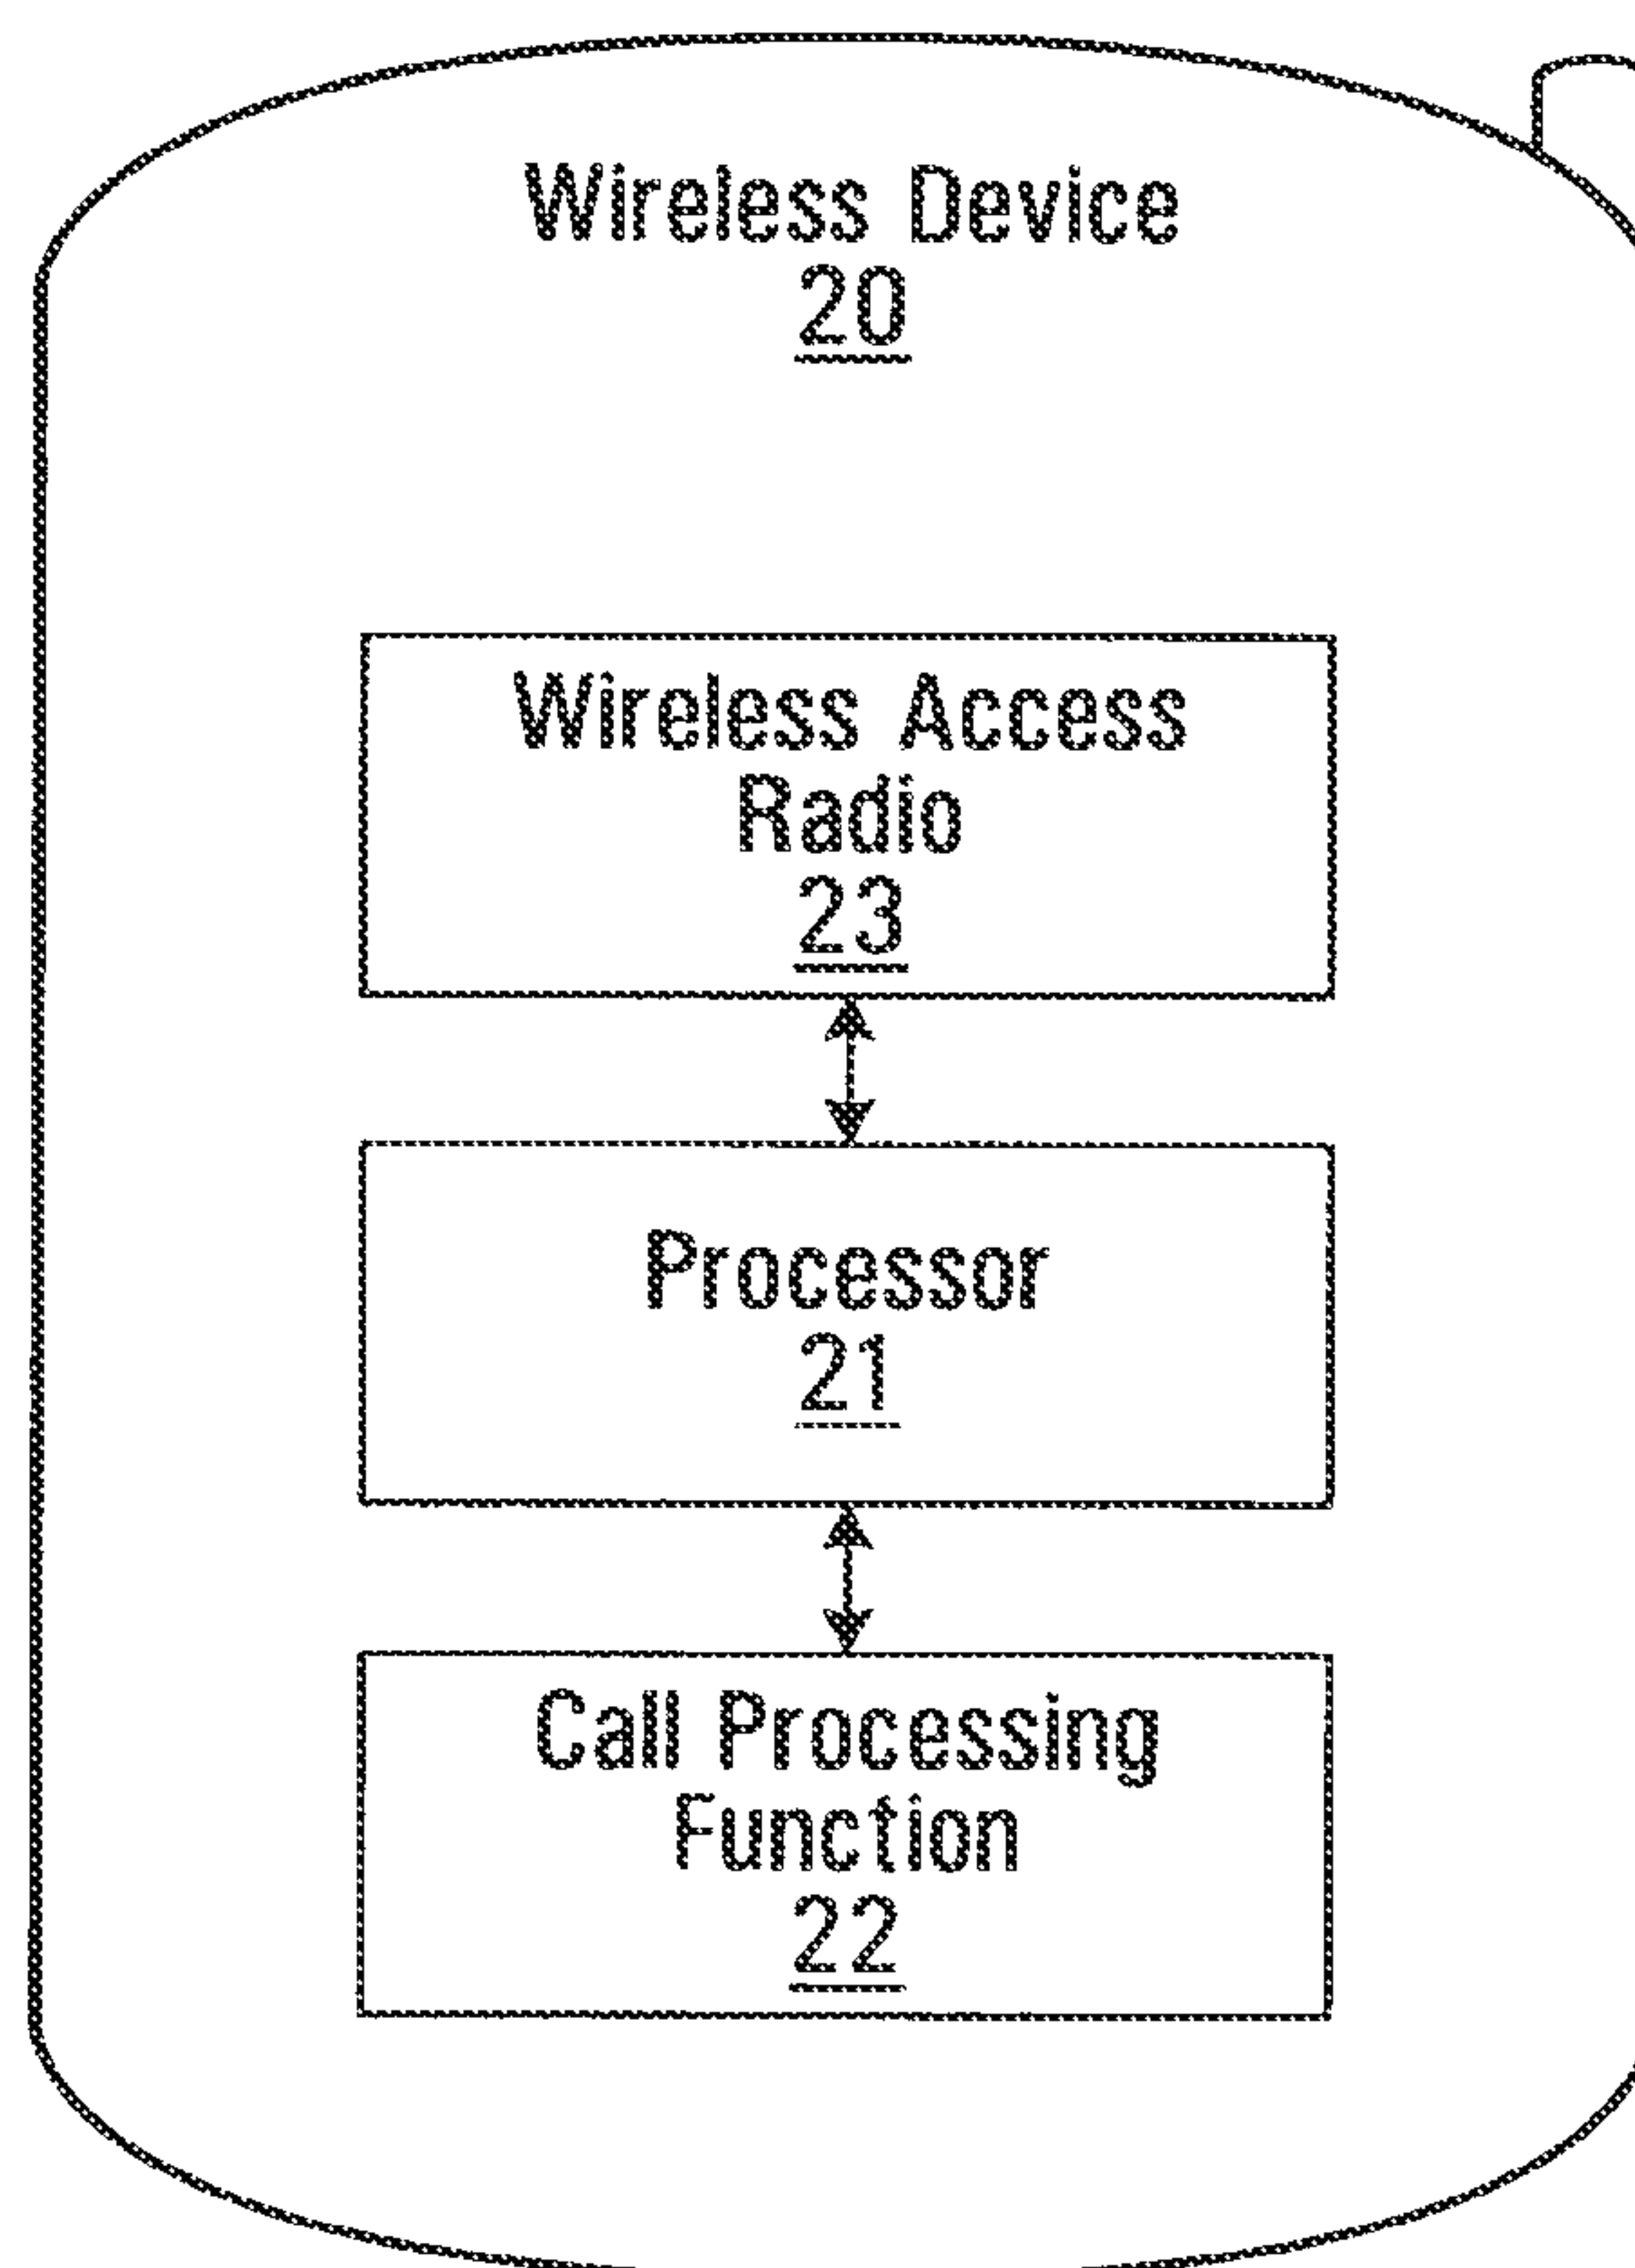 Wireless Device
20
Wireless Access
Radio
23
Processor
21
Call Processing
Function
22